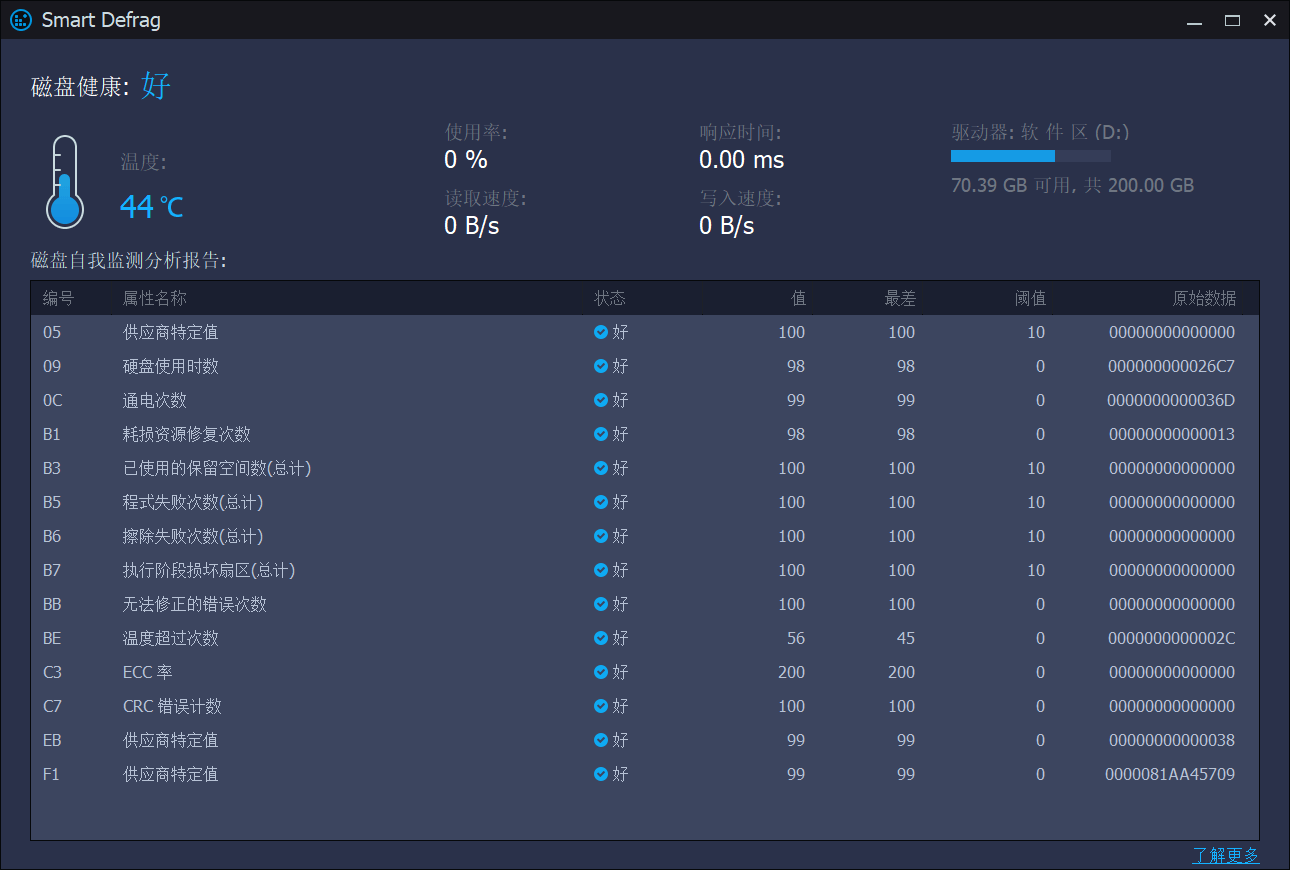 Smart Defrag
磁盘健康: 好
温度:
44 ℃
使用率:
0 %
响应时间:
0.00 ms
读取速度:
0 B/s
写入速度:
0 B/s
驱动器: 软 件 区 (D:)
70.39 GB 可用, 共 200.00 GB
磁盘自我监测分析报告:
编号 属性名称 状态 值 最差 阈值 原始数据
05 供应商特定值 好 100 100 10 00000000000000
09 硬盘使用时数 好 98 98 0 000000000026C7
0C 通电次数 好 99 99 0 0000000000036D
B1 耗损资源修复次数 好 98 98 0 00000000000013
B3 已使用的保留空间数(总计) 好 100 100 10 00000000000000
B5 程式失败次数(总计) 好 100 100 10 00000000000000
B6 擦除失败次数(总计) 好 100 100 10 00000000000000
B7 执行阶段损坏扇区(总计) 好 100 100 10 00000000000000
BB 无法修正的错误次数 好 100 100 0 00000000000000
BE 温度超过次数 好 56 45 0 0000000000002C
C3 ECC 率 好 200 200 0 00000000000000
C7 CRC 错误计数 好 100 100 0 00000000000000
EB 供应商特定值 好 99 99 0 00000000000038
F1 供应商特定值 好 99 99 0 0000081AA45709
了解更多